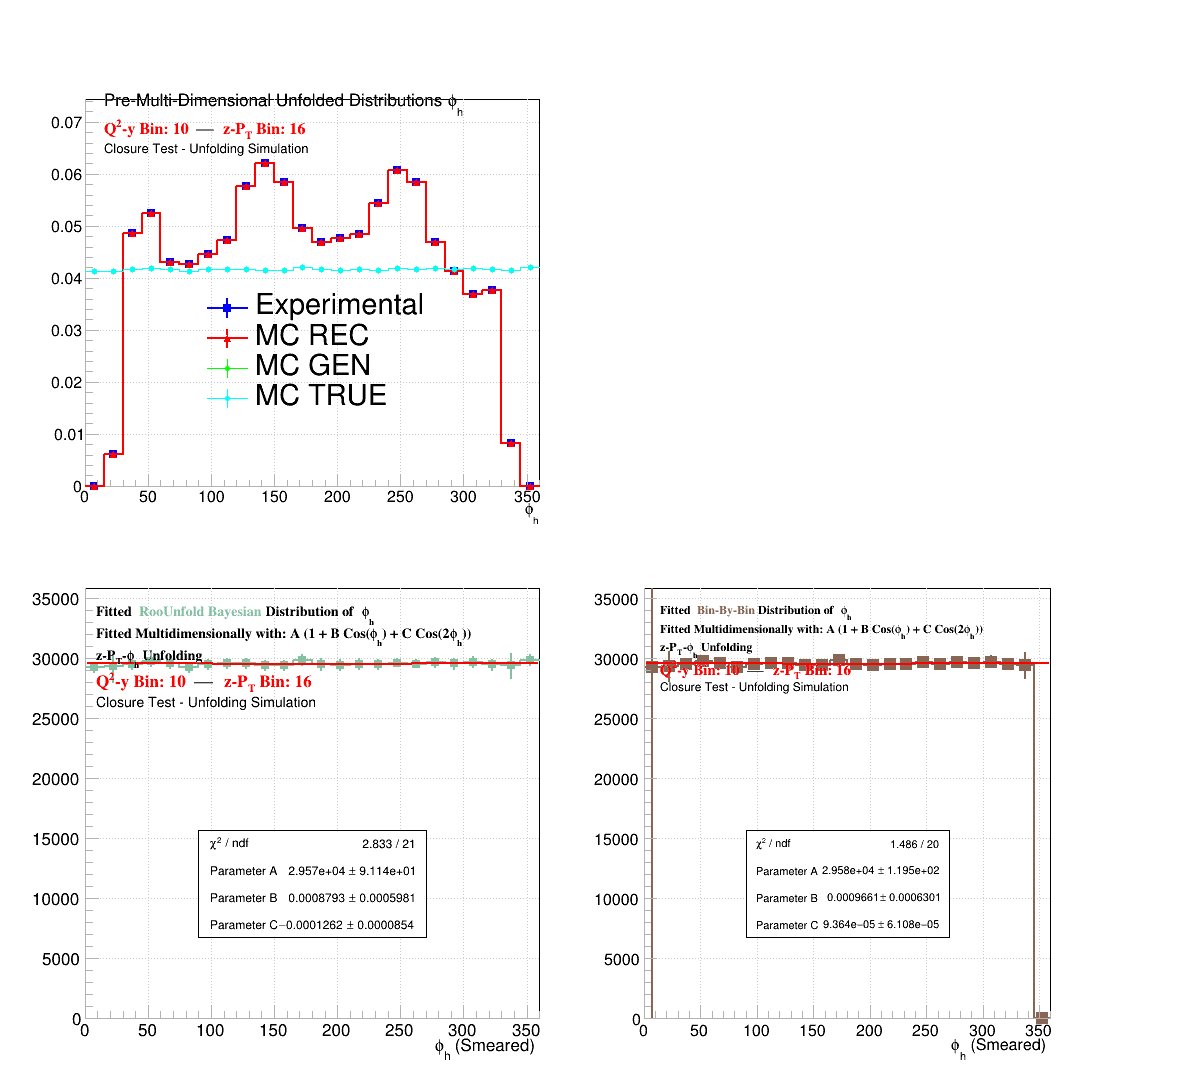 Pre-Multi-Dimensional Unfolded Distributions ϕh
Q2-y Bin: 10 — z-PT Bin: 16
Closure Test - Unfolding Simulation
0.07
0.06
0.05
0.04
0.03
0.02
0.01
0
Experimental
MC REC
MC GEN
MC TRUE
0 50 100 150 200 250 300 350
ϕh
Fitted RooUnfold Bayesian Distribution of ϕh
Fitted Multidimensionally with: A (1 + B Cos(ϕh) + C Cos(2ϕh))
z-PT-ϕh Unfolding
Q2-y Bin: 10 — z-PT Bin: 16
Closure Test - Unfolding Simulation
35000
30000
25000
20000
15000
10000
5000
0
χ2 / ndf 2.833 / 21
Parameter A 2.957e+04 ± 9.114e+01
Parameter B 0.0008793 ± 0.0005981
Parameter C −0.0001262 ± 0.0000854
0 50 100 150 200 250 300 350
ϕh (Smeared)
Fitted Bin-By-Bin Distribution of ϕh
Fitted Multidimensionally with: A (1 + B Cos(ϕh) + C Cos(2ϕh))
z-PT-ϕh Unfolding
Q2-y Bin: 10 — z-PT Bin: 16
Closure Test - Unfolding Simulation
35000
30000
25000
20000
15000
10000
5000
0
χ2 / ndf 1.486 / 20
Parameter A 2.958e+04 ± 1.195e+02
Parameter B 0.0009661 ± 0.0006301
Parameter C 9.364e−05 ± 6.108e−05
0 50 100 150 200 250 300 350
ϕh (Smeared)